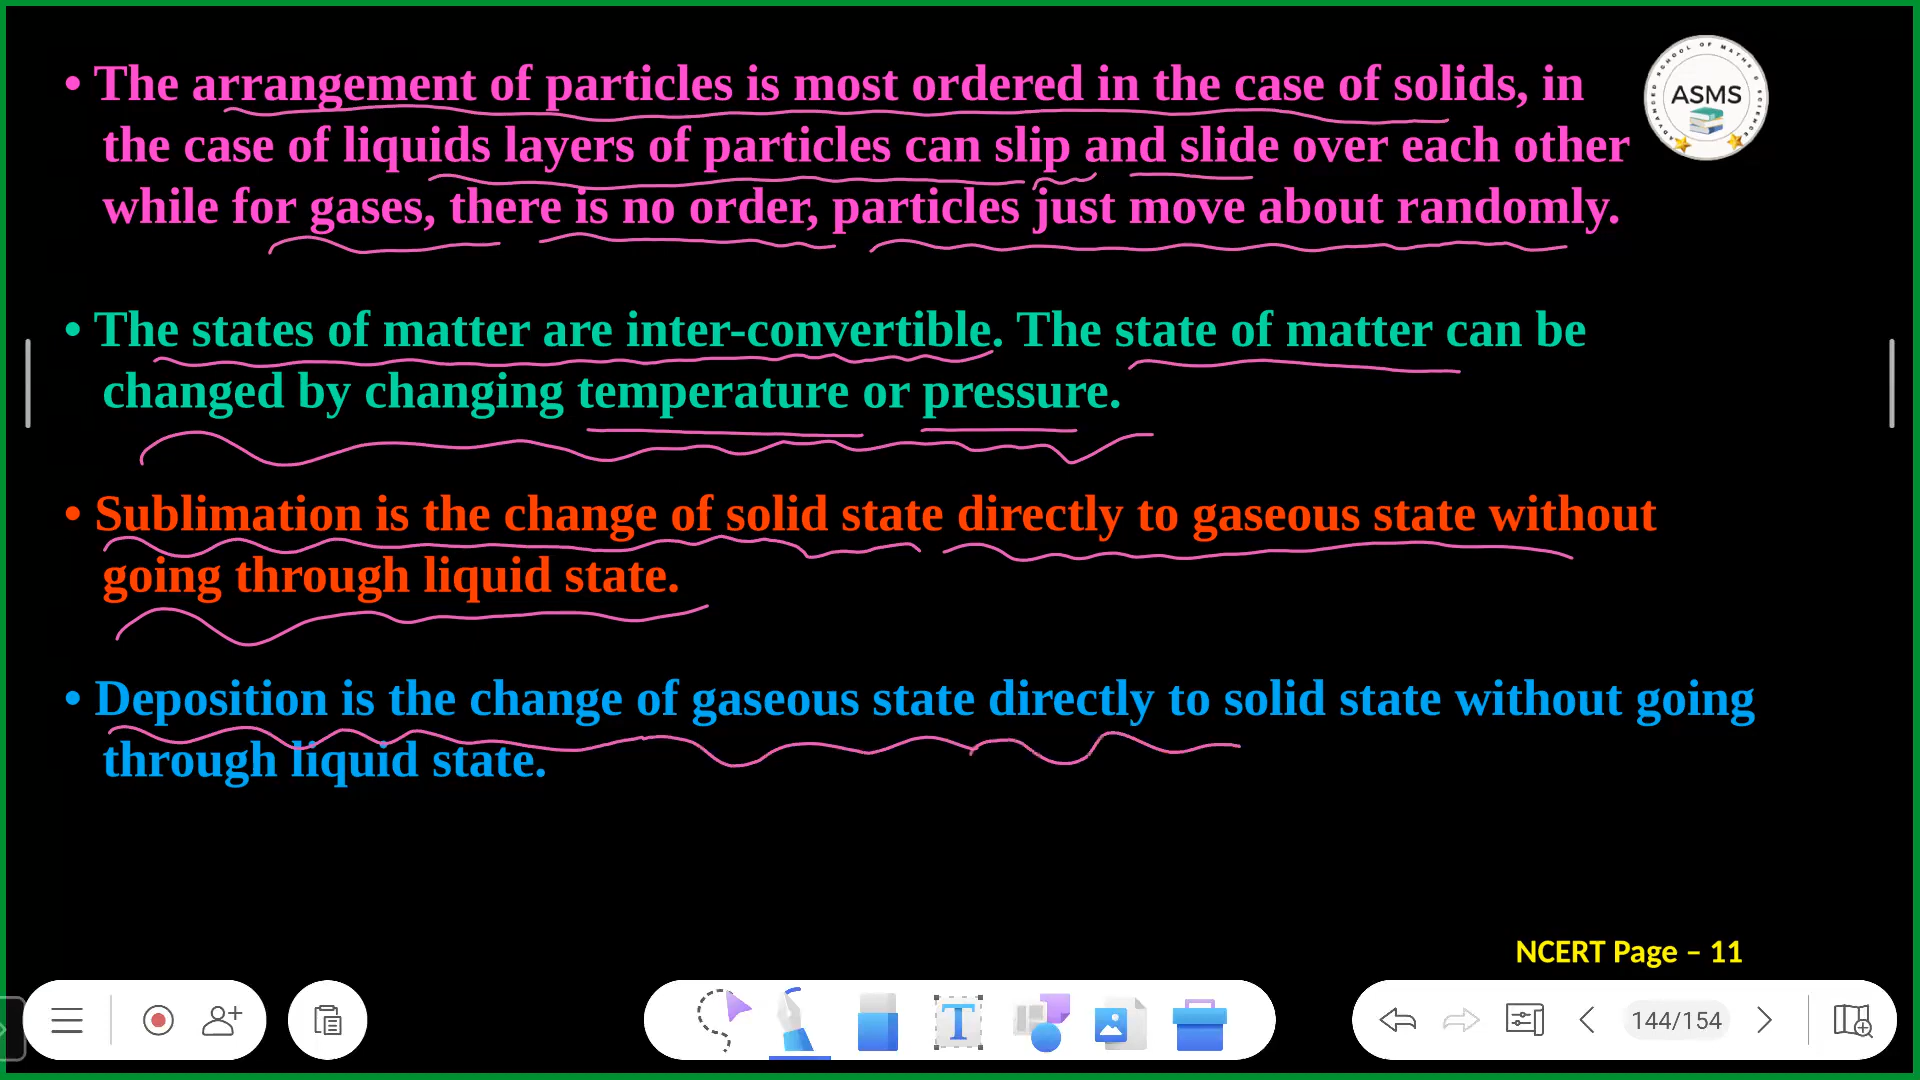 • The arrangement of particles is most ordered in the case of solids, in
the case of liquids layers of particles can slip and slide over each other
while for gases, there is no order, particles just move about randomly.
• The states of matter are inter-convertible. The state of matter can be
changed by changing temperature or pressure.
• Sublimation is the change of solid state directly to gaseous state without
going through liquid state.
• Deposition is the change of gaseous state directly to solid state without going
through liquid state.
ADVANCED SCHOOL OF MATHS & SCIENCE
ASMS
NCERT Page – 11
T
144/154